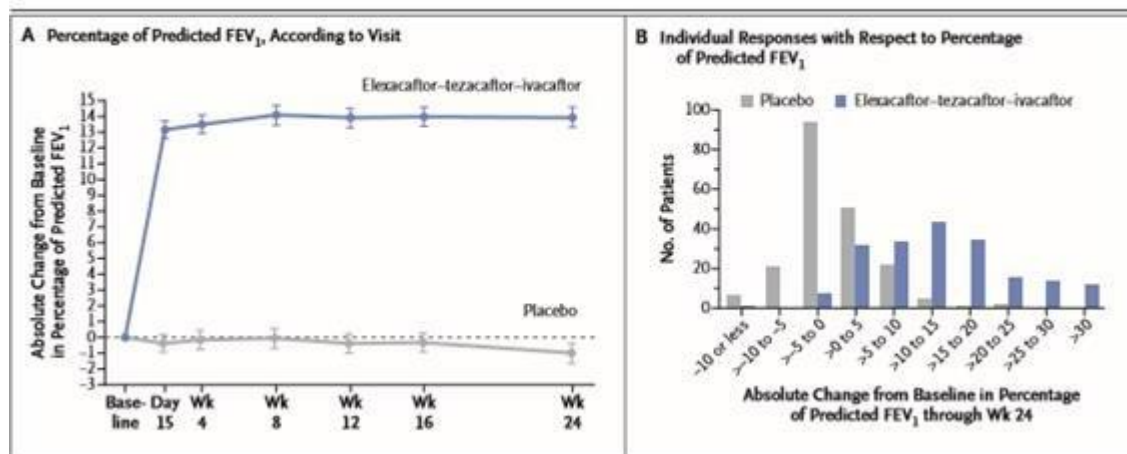 A Percentage of Predicted FEV1, According to Visit
Elexacaftor–tezacaftor–ivacaftor
Absolute Change from Baseline
in Percentage of Predicted FEV1
15
14
13
12
11
10
9
8
7
6
5
4
3
2
1
0
-1
-2
-3
Placebo
Base-
line
Day
15
Wk
4
Wk
8
Wk
12
Wk
16
Wk
24
B Individual Responses with Respect to Percentage
of Predicted FEV1
Placebo
Elexacaftor–tezacaftor–ivacaftor
No. of Patients
100
80
60
40
20
0
-10 or less
>-10 to -5
>-5 to 0
>0 to 5
>5 to 10
>10 to 15
>15 to 20
>20 to 25
>25 to 30
>30
Absolute Change from Baseline in Percentage
of Predicted FEV1 through Wk 24